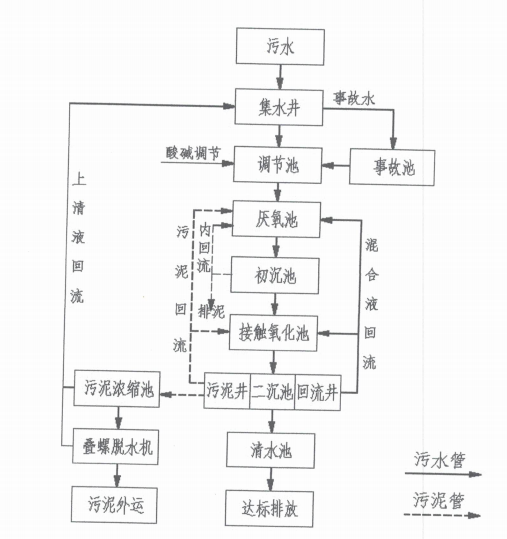 污水
集水井
事故水
酸碱调节
调节池
事故池
上清液回流
厌氧池
污泥回流
内回流
混合液回流
初沉池
排泥
接触氧化池
污泥浓缩池
污泥井
二沉池
回流井
叠螺脱水机
清水池
污水管
污泥外运
达标排放
污泥管